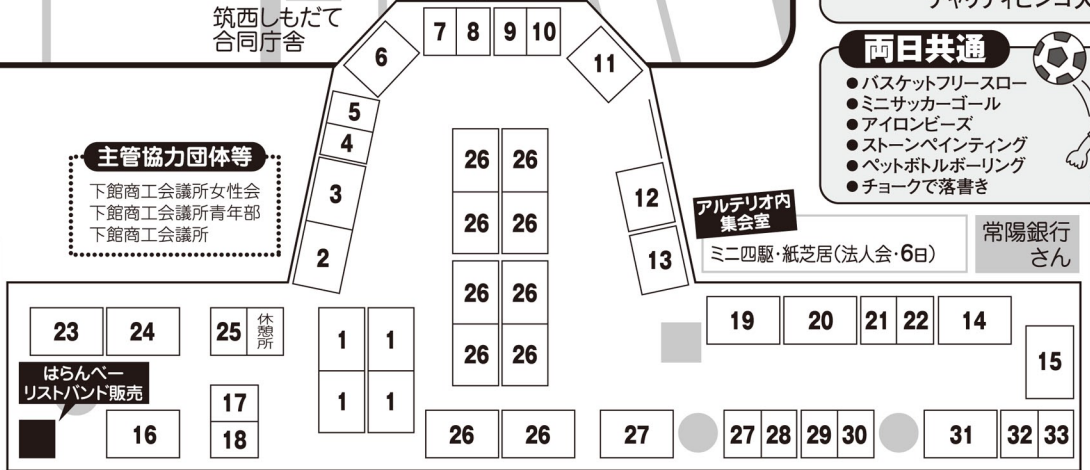 筑西しもだて
合同庁舎
7 8 9 10
6
11
5
4
3
2
12
13
主管協力団体等
下館商工会議所女性会
下館商工会議所青年部
下館商工会議所
両日共通
●バスケットフリースロー
●ミニサッカーゴール
●アイロンビーズ
●ストーンペインティング
●ペットボトルボーリング
●チョークで落書き
アルテリオ内
集会室
ミニ四駆・紙芝居(法人会・6日)
常陽銀行
さん
26 26
26 26
26 26
26 26
23 24 25 休憩所
1 1
1 1
19 20 21 22 14
15
はらんべー
リストバンド販売
16
17
18
26 26 27 27 28 29 30 31 32 33